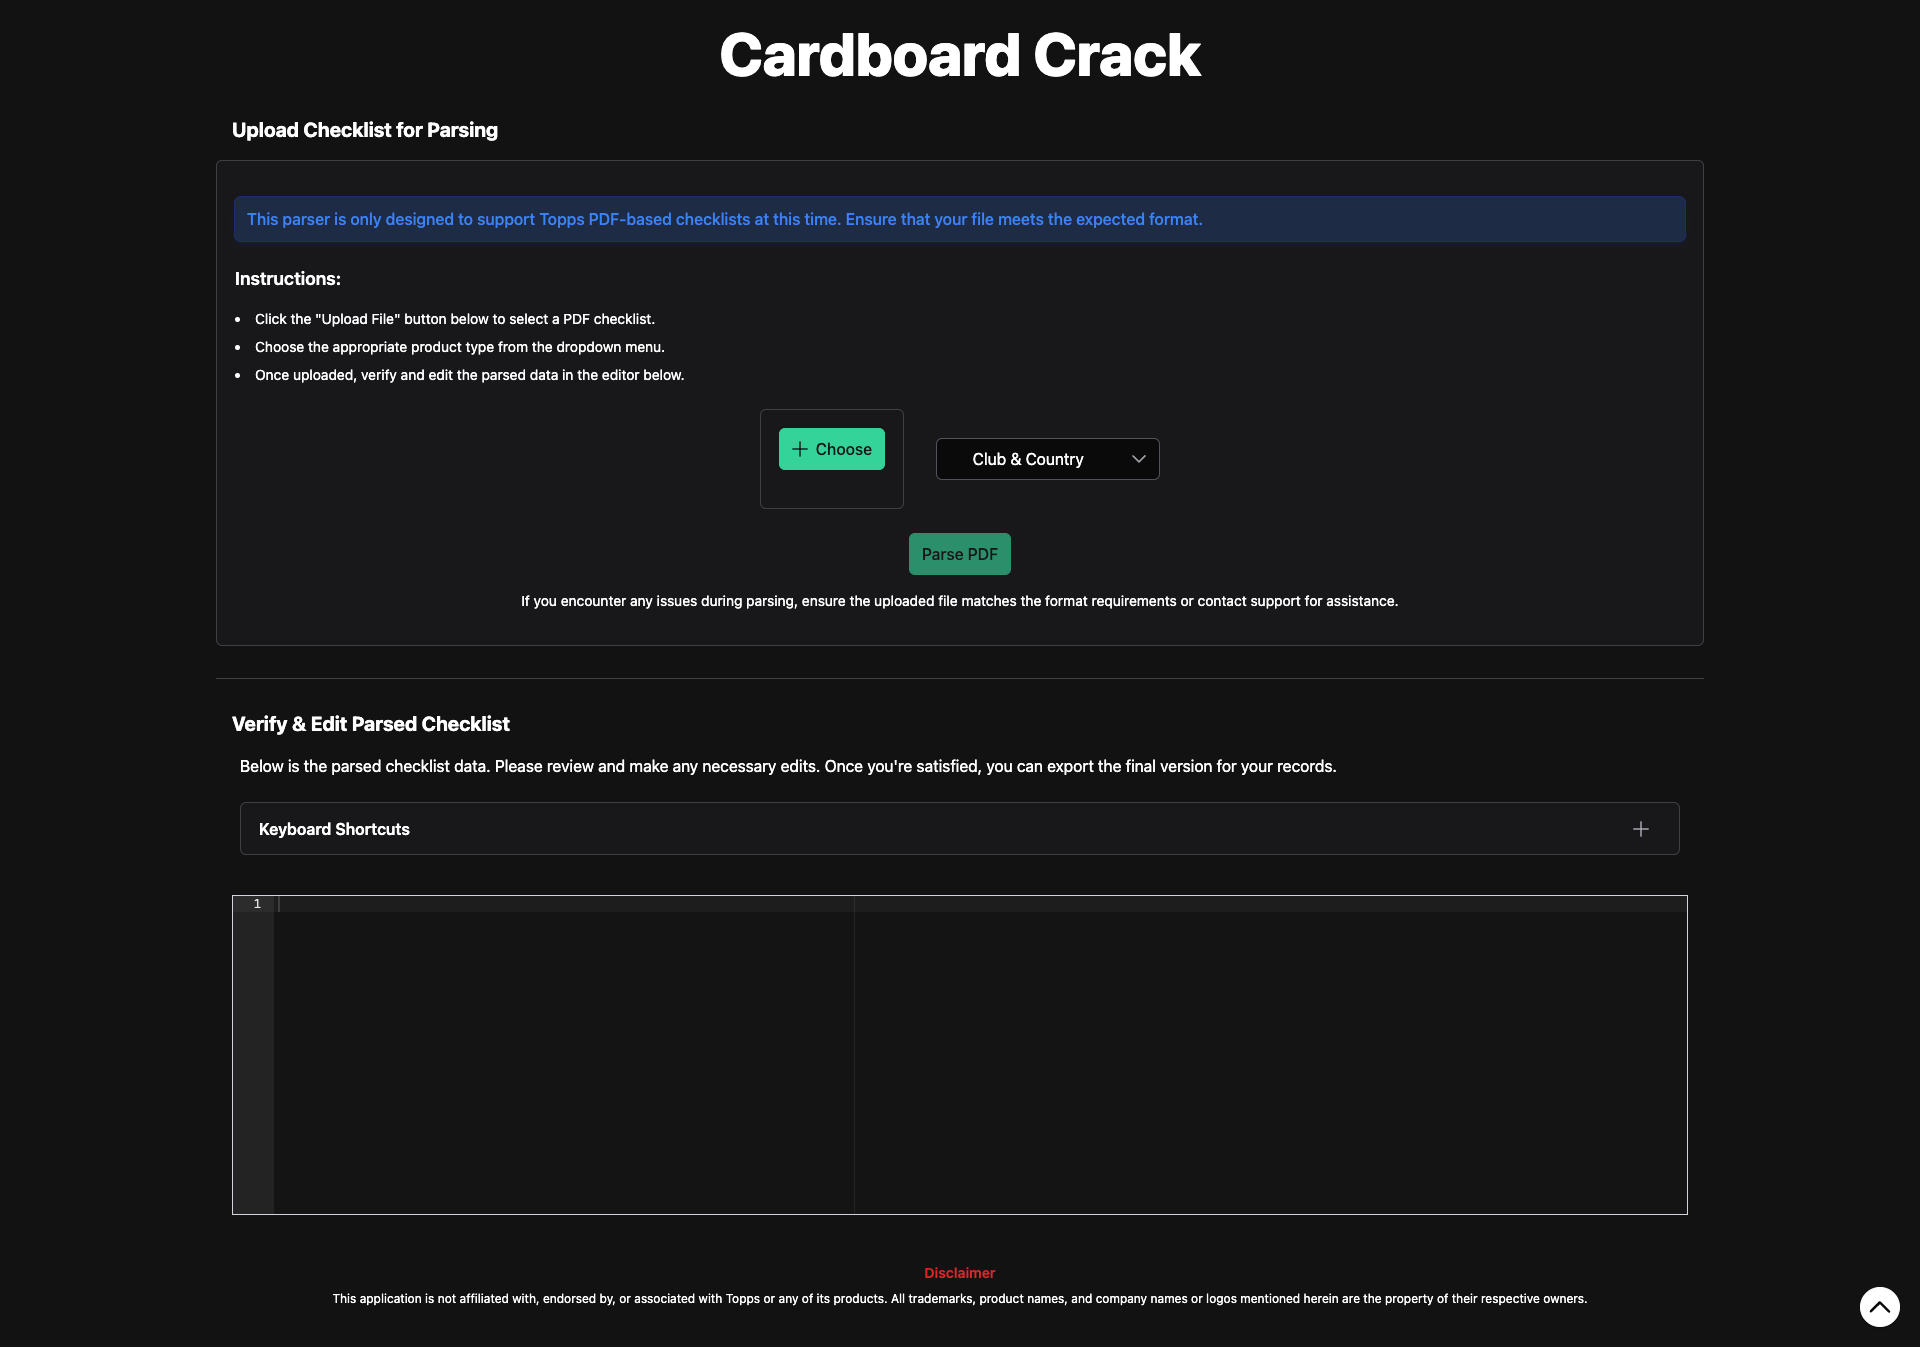 Cardboard Crack
Upload Checklist for Parsing
This parser is only designed to support Topps PDF-based checklists at this time. Ensure that your file meets the expected format.
Instructions:
Click the "Upload File" button below to select a PDF checklist.
Choose the appropriate product type from the dropdown menu.
Once uploaded, verify and edit the parsed data in the editor below.
Choose
Club & Country
Parse PDF
If you encounter any issues during parsing, ensure the uploaded file matches the format requirements or contact support for assistance.
Verify & Edit Parsed Checklist
Below is the parsed checklist data. Please review and make any necessary edits. Once you're satisfied, you can export the final version for your records.
Keyboard Shortcuts
1
Disclaimer
This application is not affiliated with, endorsed by, or associated with Topps or any of its products. All trademarks, product names, and company names or logos mentioned herein are the property of their respective owners.